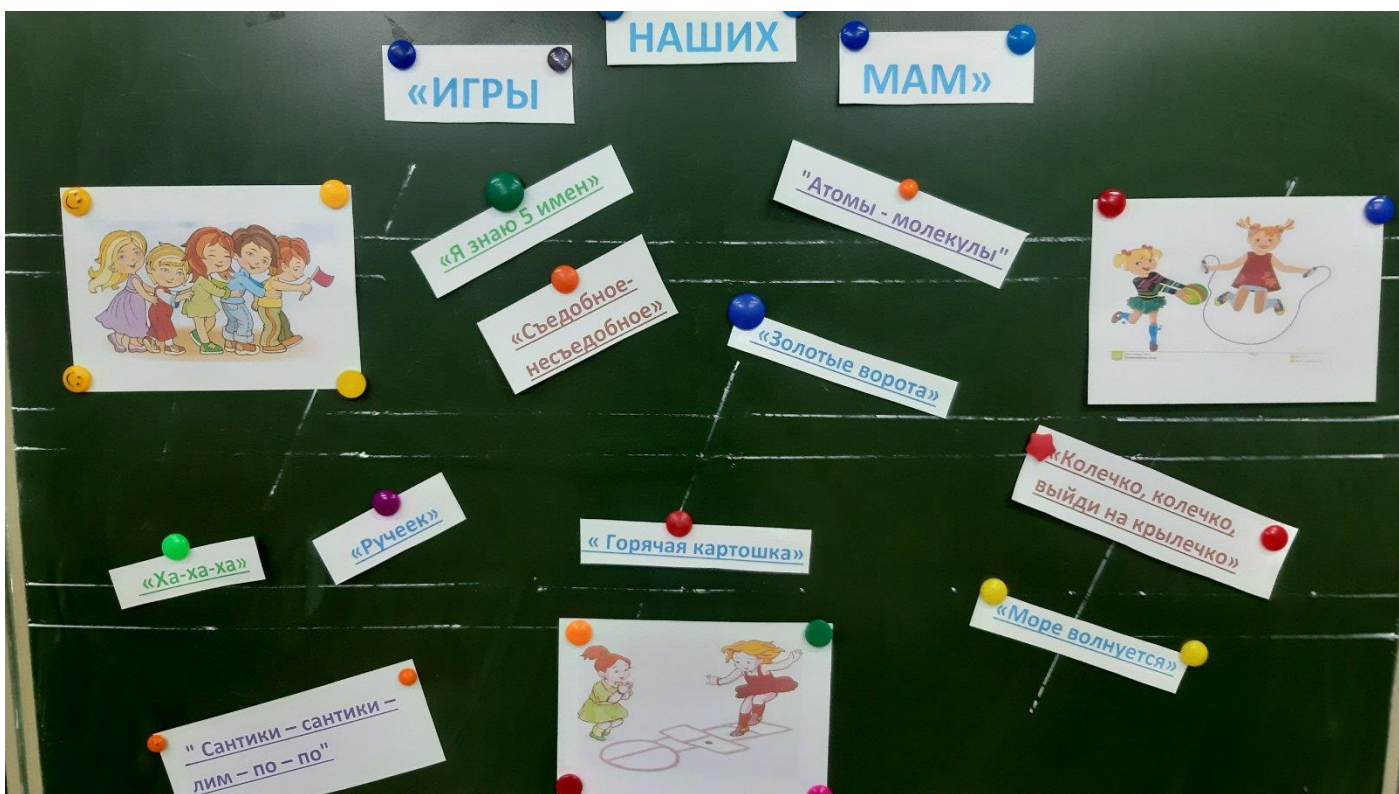 «ИГРЫ
НАШИХ
МАМ»
«Я знаю 5 имен»
"Атомы - молекулы"
«Съедобное-
несъедобное»
«Золотые ворота»
«Колечко, колечко,
выйди на крылечко»
«Ха-ха-ха»
«Ручеек»
« Горячая картошка»
«Море волнуется»
" Сантики – сантики –
лим – по – по"